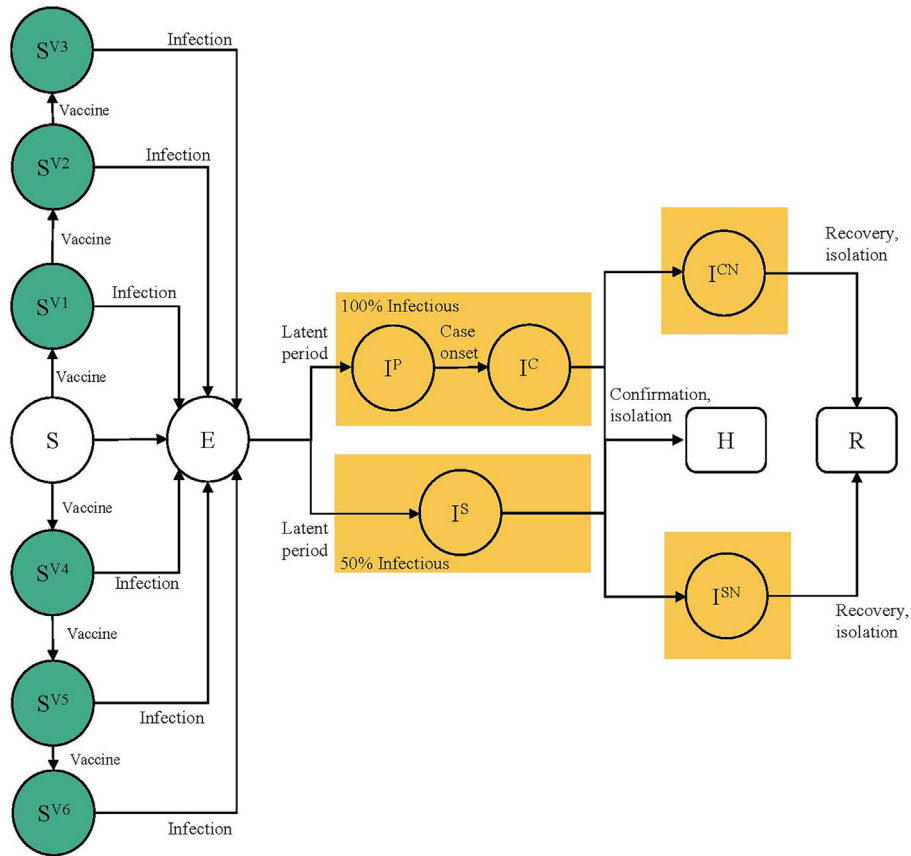 S^V3
Infection
Vaccine
S^V2
Infection
Vaccine
S^V1
Infection
Vaccine
S
E
Vaccine
S^V4
Infection
Vaccine
S^V5
Infection
Vaccine
S^V6
Infection
Latent
period
100% Infectious
I^P
Case
onset
I^C
Latent
period
I^S
50% Infectious
I^CN
Recovery,
isolation
Confirmation,
isolation
H
R
I^SN
Recovery,
isolation